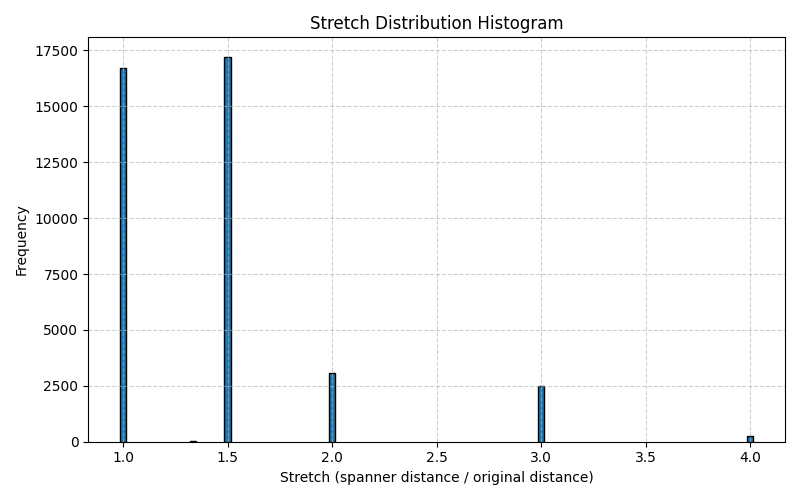 Stretch Distribution Histogram
17500
15000
12500
10000
7500
5000
2500
0
Frequency
1.0 1.5 2.0 2.5 3.0 3.5 4.0
Stretch (spanner distance / original distance)